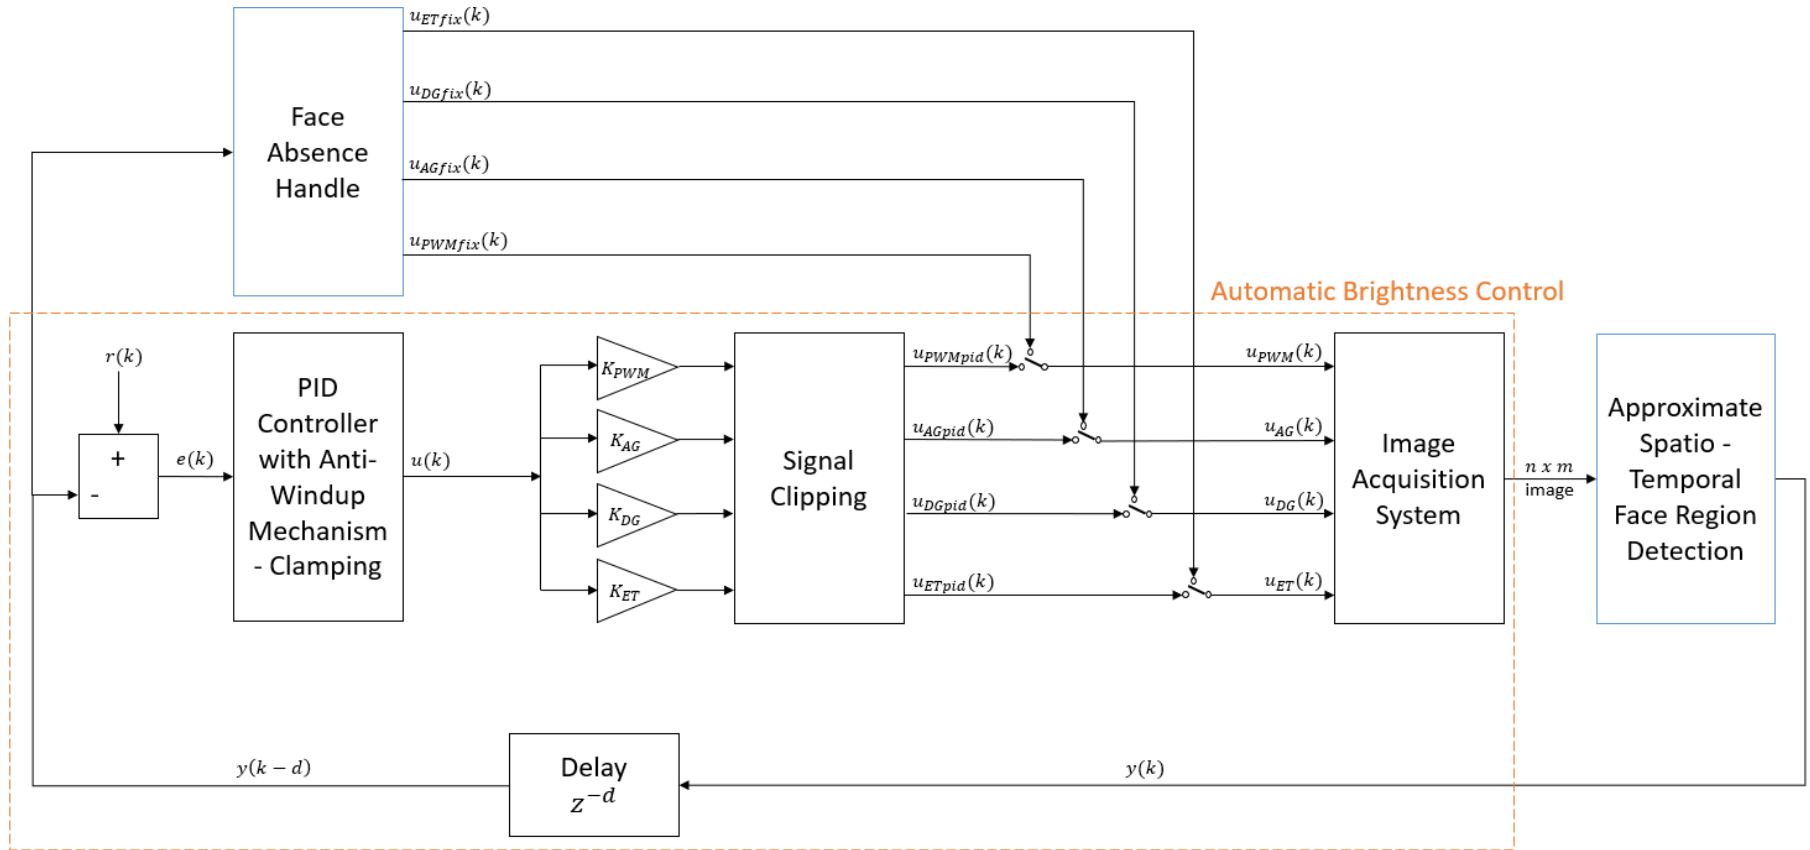 u_ETfix(k)
u_DGfix(k)
Face
Absence
Handle
u_AGfix(k)
u_PWMfix(k)
Automatic Brightness Control
r(k)
+
-
e(k)
PID
Controller
with Anti-
Windup
Mechanism
- Clamping
u(k)
K_PWM
K_AG
K_DG
K_ET
Signal
Clipping
u_PWMpid(k)
u_AGpid(k)
u_DGpid(k)
u_ETpid(k)
u_PWM(k)
u_AG(k)
u_DG(k)
u_ET(k)
Image
Acquisition
System
n x m
image
Approximate
Spatio -
Temporal
Face Region
Detection
y(k - d)
Delay
z^{-d}
y(k)